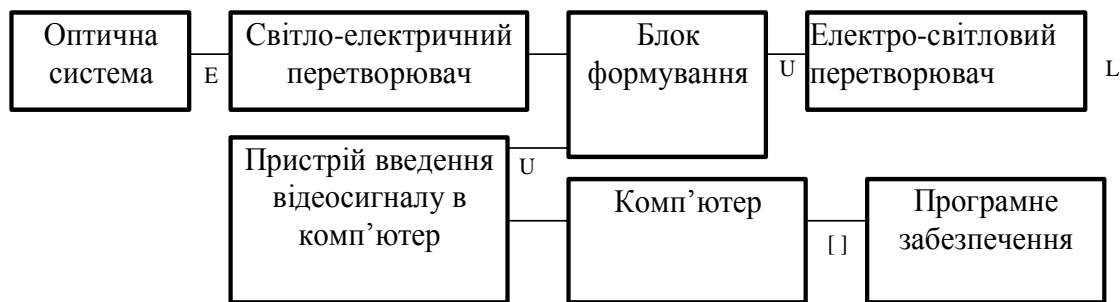 Оптична
система
E
Світло-електричний
перетворювач
Блок
формування
U
Електро-світловий
перетворювач
L
Пристрій введення
відеосигналу в
комп’ютер
U
Комп’ютер
[ ]
Програмне
забезпечення